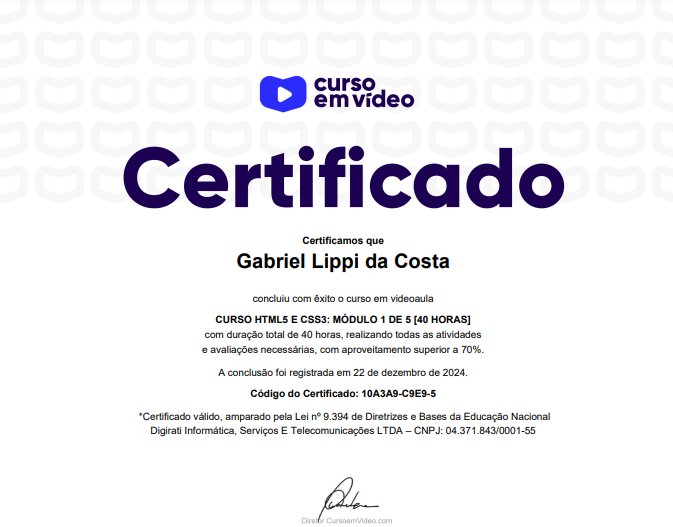 curso
em vídeo
Certificado
Certificamos que
Gabriel Lippi da Costa
concluiu com êxito o curso em videoaula
CURSO HTML5 E CSS3: MÓDULO 1 DE 5 [40 HORAS]
com duração total de 40 horas, realizando todas as atividades
e avaliações necessárias, com aproveitamento superior a 70%.
A conclusão foi registrada em 22 de dezembro de 2024.
Código do Certificado: 10A3A9-C9E9-5
*Certificado válido, amparado pela Lei nº 9.394 de Diretrizes e Bases da Educação Nacional
Digirati Informática, Serviços E Telecomunicações LTDA – CNPJ: 04.371.843/0001-55
Diretor CursoemVideo.com